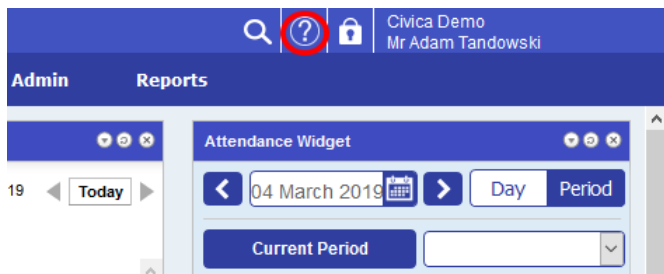 Civica Demo
Mr Adam Tandowski
Admin Reports
Attendance Widget
19 Today
04 March 2019 Day Period
Current Period